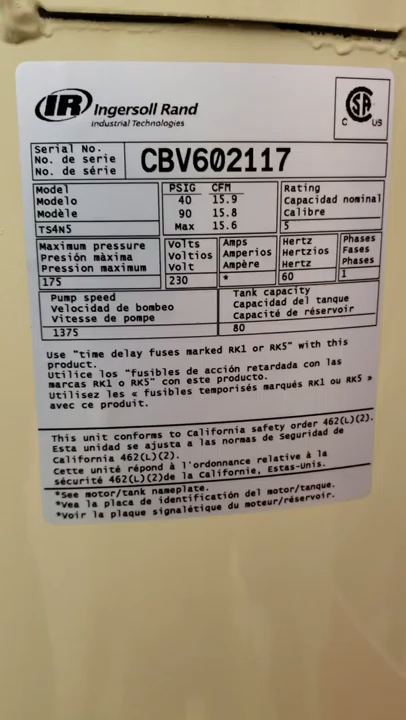 IR Ingersoll Rand
Industrial Technologies
CSA
C US
Serial No.
No. de serie
No. de série
CBV602117
Model
Modelo
Modèle
TS4N5
PSIG CFM
40 15.9
90 15.8
Max 15.6
Rating
Capacidad nominal
Calibre
5
Maximum pressure
Presión màxima
Pression maximum
175
Volts
Voltios
Volt
230
Amps
Amperios
Ampère
*
Hertz
Hertzios
Hertz
60
Phases
Fases
Phases
1
Pump speed
Velocidad de bombeo
Vitesse de pompe
1375
Tank capacity
Capacidad del tanque
Capacité de réservoir
80
Use "time delay fuses marked RK1 or RK5" with this
product.
Utilice los "fusibles de acción retardada con las
marcas RK1 o RK5" con este producto.
Utilisez les « fusibles temporisés marqués RK1 ou RK5 »
avec ce produit.
This unit conforms to California safety order 462(L)(2).
Esta unidad se ajusta a las normas de Seguridad de
California 462(L)(2).
Cette unité répond à l'ordonnance relative à la
sécurité 462(L)(2)de la Californie, Estas-Unis.
*See motor/tank nameplate.
*Vea la placa de identificación del motor/tanque.
*Voir la plaque signalétique du moteur/réservoir.